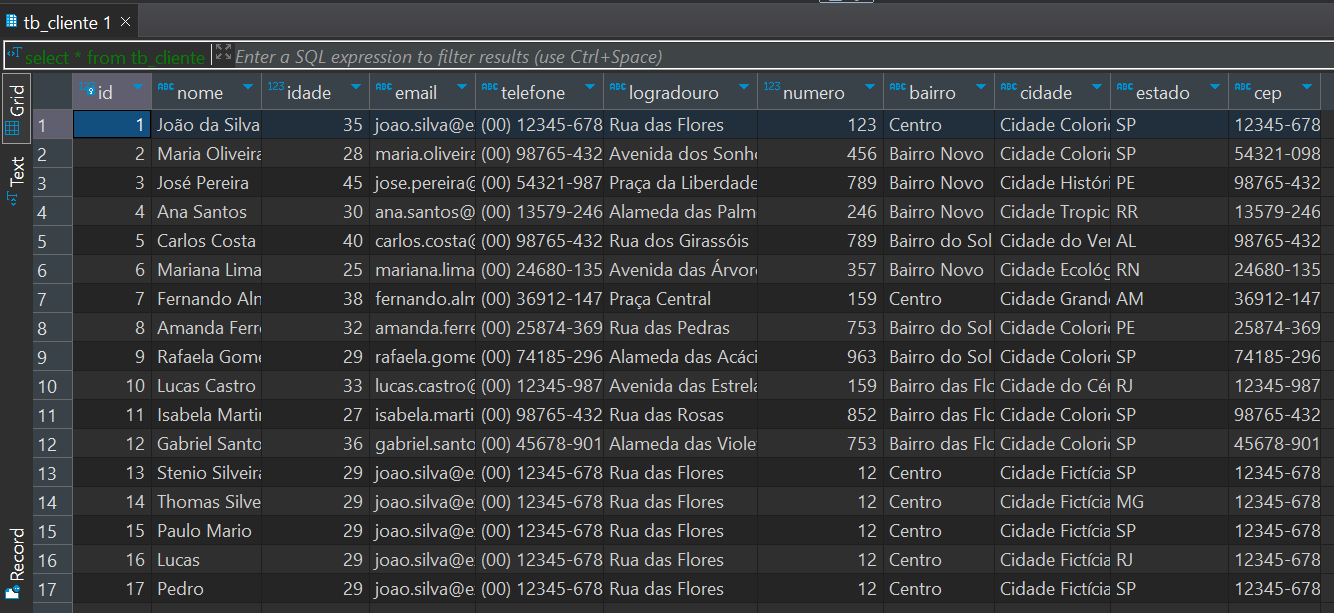 tb_cliente 1
select * from tb_cliente Enter a SQL expression to filter results (use Ctrl+Space)
Grid
Text
Record
123 id ABC nome 123 idade ABC email ABC telefone ABC logradouro 123 numero ABC bairro ABC cidade ABC estado ABC cep
1 1 João da Silva 35 joao.silva@e (00) 12345-678 Rua das Flores 123 Centro Cidade Colori SP 12345-678
2 2 Maria Oliveira 28 maria.oliveira (00) 98765-432 Avenida dos Sonh 456 Bairro Novo Cidade Colori SP 54321-098
3 3 José Pereira 45 jose.pereira@ (00) 54321-987 Praça da Liberdade 789 Bairro Novo Cidade Históri PE 98765-432
4 4 Ana Santos 30 ana.santos@ (00) 13579-246 Alameda das Palm 246 Bairro Novo Cidade Tropic RR 13579-246
5 5 Carlos Costa 40 carlos.costa@ (00) 98765-432 Rua dos Girassóis 789 Bairro do Sol Cidade do Ver AL 98765-432
6 6 Mariana Lima 25 mariana.lima (00) 24680-135 Avenida das Árvor 357 Bairro Novo Cidade Ecológ RN 24680-135
7 7 Fernando Alm 38 fernando.alm (00) 36912-147 Praça Central 159 Centro Cidade Grand AM 36912-147
8 8 Amanda Ferr 32 amanda.ferre (00) 25874-369 Rua das Pedras 753 Bairro do Sol Cidade Colori PE 25874-369
9 9 Rafaela Gome 29 rafaela.gome (00) 74185-296 Alameda das Acáci 963 Bairro do Sol Cidade Colori SP 74185-296
10 10 Lucas Castro 33 lucas.castro@ (00) 12345-987 Avenida das Estrela 159 Bairro das Flo Cidade do Céu RJ 12345-987
11 11 Isabela Martin 27 isabela.marti (00) 98765-432 Rua das Rosas 852 Bairro das Flo Cidade Colori SP 98765-432
12 12 Gabriel Santo 36 gabriel.santo (00) 45678-901 Alameda das Viole 753 Bairro das Flo Cidade Colori SP 45678-901
13 13 Stenio Silveira 29 joao.silva@e (00) 12345-678 Rua das Flores 12 Centro Cidade Fictícia SP 12345-678
14 14 Thomas Silve 29 joao.silva@e (00) 12345-678 Rua das Flores 12 Centro Cidade Fictícia MG 12345-678
15 15 Paulo Mario 29 joao.silva@e (00) 12345-678 Rua das Flores 12 Centro Cidade Fictícia SP 12345-678
16 16 Lucas 29 joao.silva@e (00) 12345-678 Rua das Flores 12 Centro Cidade Fictícia RJ 12345-678
17 17 Pedro 29 joao.silva@e (00) 12345-678 Rua das Flores 12 Centro Cidade Fictícia SP 12345-678